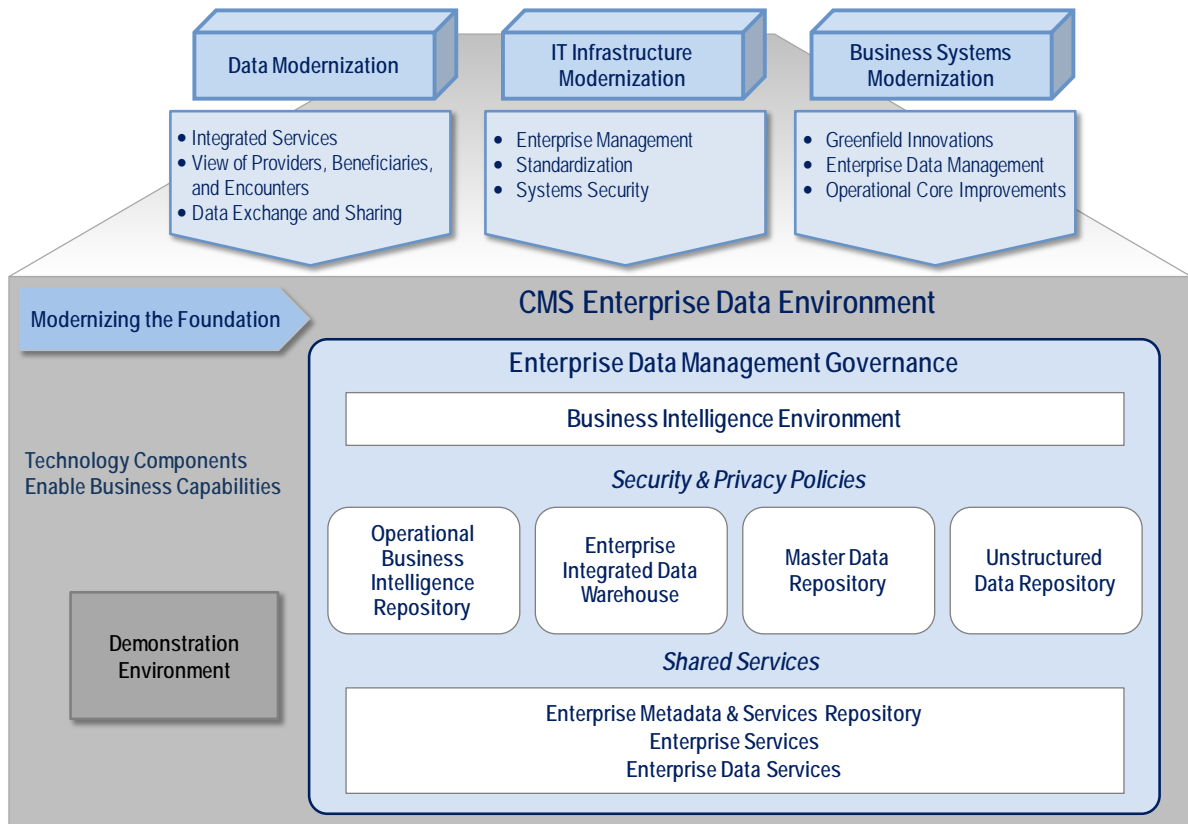 Data Modernization
IT Infrastructure
Modernization
Business Systems
Modernization
• Integrated Services
• View of Providers, Beneficiaries,
and Encounters
• Data Exchange and Sharing
• Enterprise Management
• Standardization
• Systems Security
• Greenfield Innovations
• Enterprise Data Management
• Operational Core Improvements
Modernizing the Foundation
CMS Enterprise Data Environment
Enterprise Data Management Governance
Business Intelligence Environment
Technology Components
Enable Business Capabilities
Security & Privacy Policies
Operational
Business
Intelligence
Repository
Enterprise
Integrated Data
Warehouse
Master Data
Repository
Unstructured
Data Repository
Demonstration
Environment
Shared Services
Enterprise Metadata & Services Repository
Enterprise Services
Enterprise Data Services